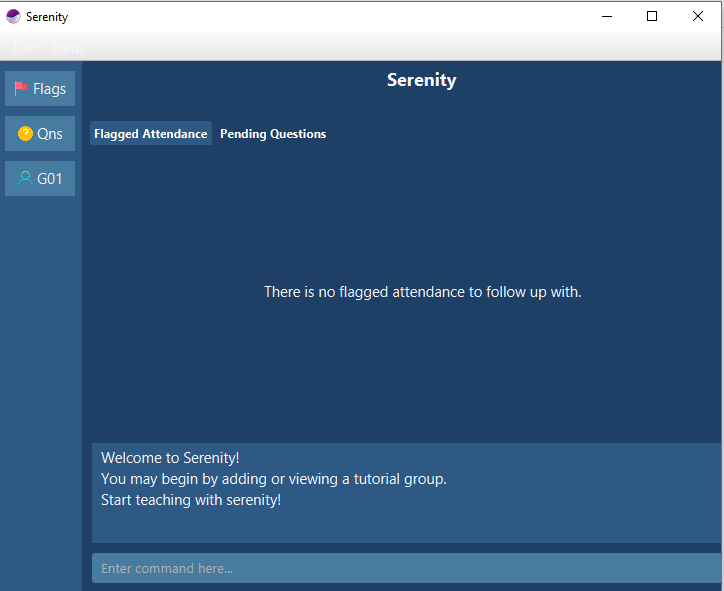 Serenity
File Help
Flags
Qns
G01
Serenity
Flagged Attendance Pending Questions
There is no flagged attendance to follow up with.
Welcome to Serenity!
You may begin by adding or viewing a tutorial group.
Start teaching with serenity!
Enter command here...